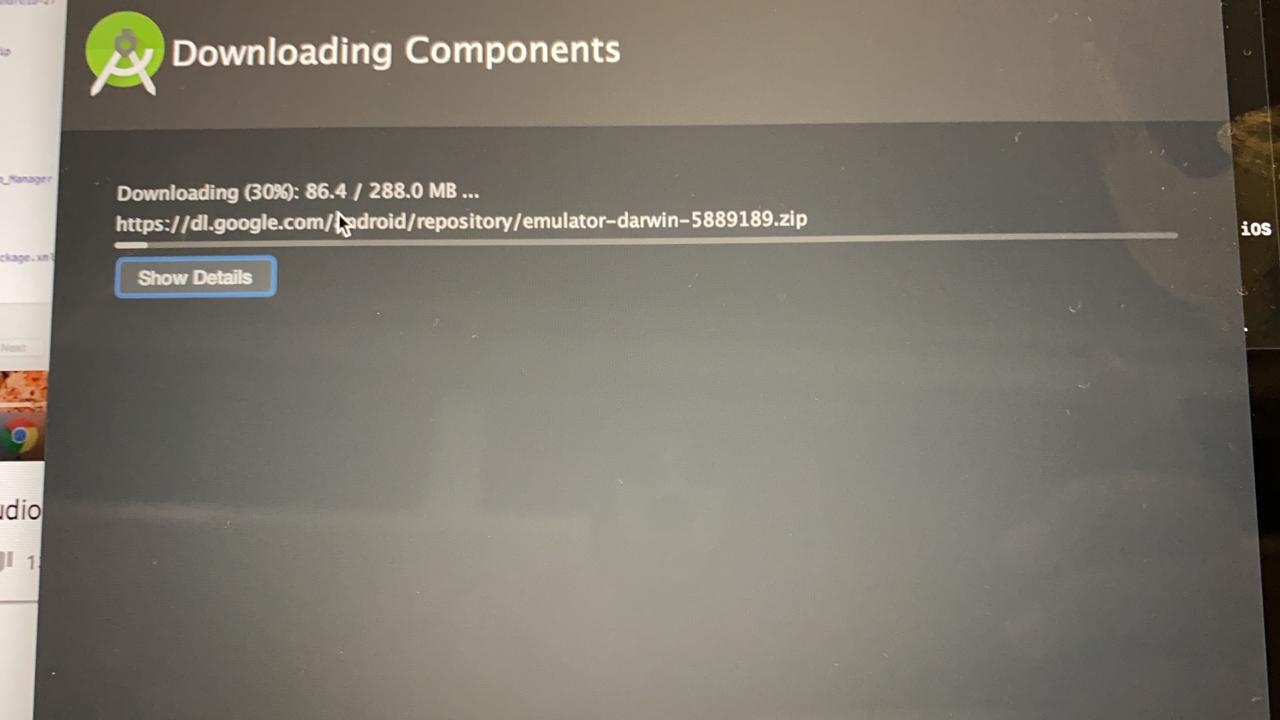 Downloading Components
Downloading (30%): 86.4 / 288.0 MB ...
https://dl.google.com/android/repository/emulator-darwin-5889189.zip
Show Details
iOS
Next